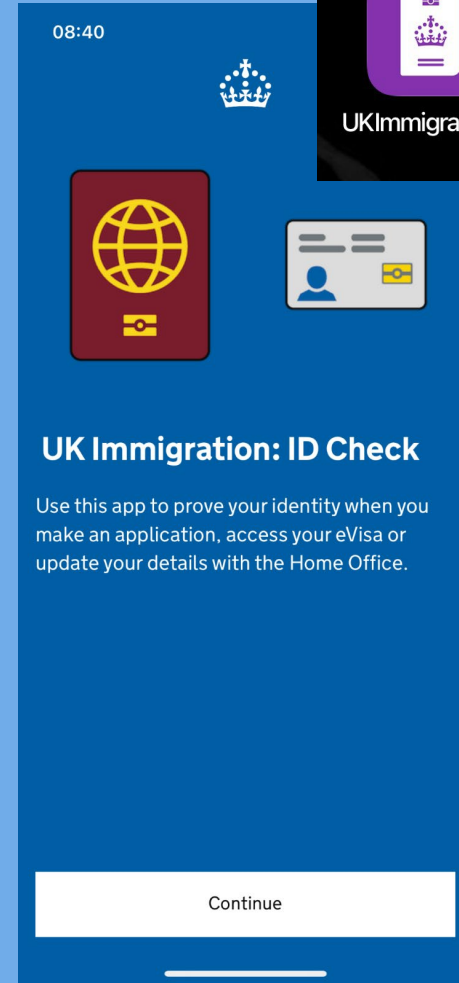 08:40
UKImmigra
UK Immigration: ID Check
Use this app to prove your identity when you
make an application, access your eVisa or
update your details with the Home Office.
Continue